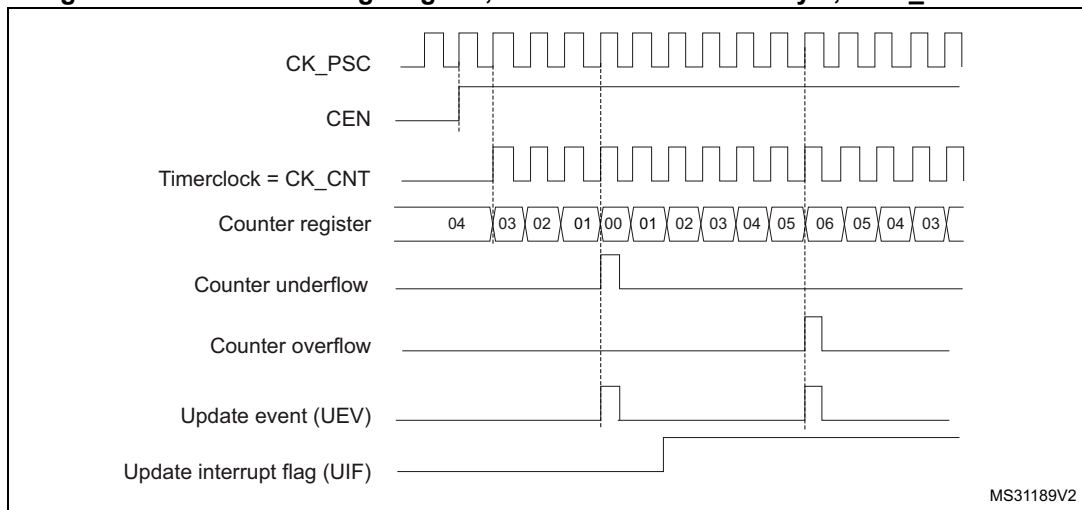 CK_PSC
CEN
Timerclock = CK_CNT
Counter register 04 03 02 01 00 01 02 03 04 05 06 05 04 03
Counter underflow
Counter overflow
Update event (UEV)
Update interrupt flag (UIF)
MS31189V2